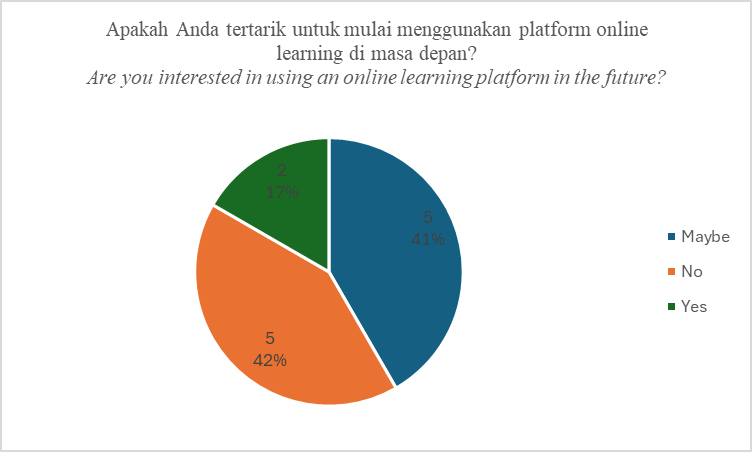 Apakah Anda tertarik untuk mulai menggunakan platform online
learning di masa depan?
Are you interested in using an online learning platform in the future?
2
17%
5
41%
5
42%
Maybe
No
Yes